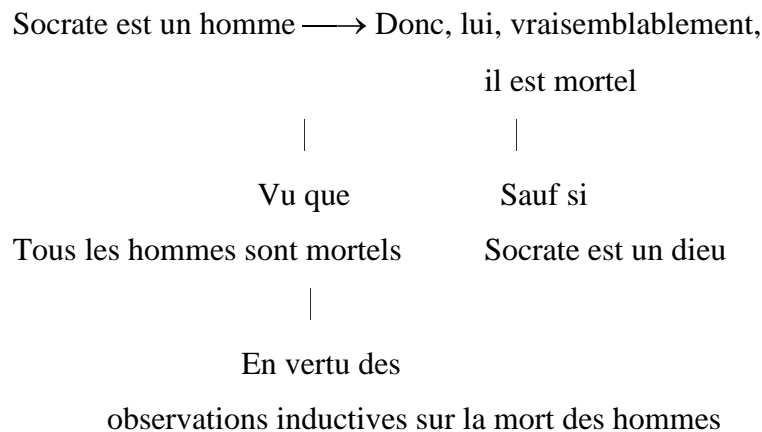 Socrate est un homme ⟶ Donc, lui, vraisemblablement,
il est mortel
Vu que Sauf si
Tous les hommes sont mortels Socrate est un dieu
En vertu des
observations inductives sur la mort des hommes